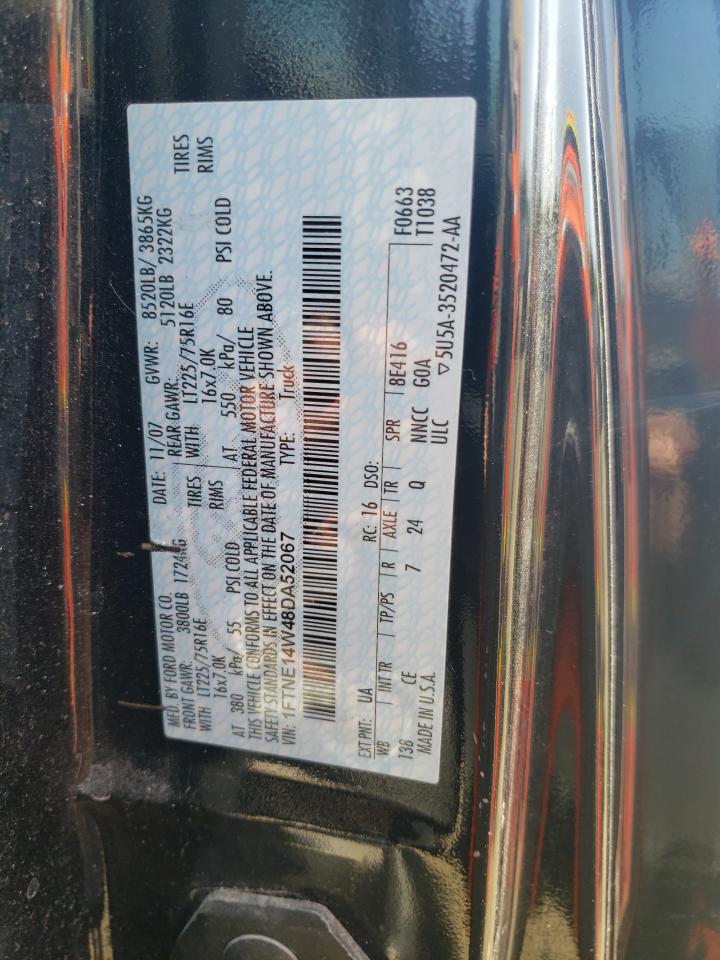 MFD. BY FORD MOTOR CO. DATE: 11/07 GVWR: 8520LB/ 3865KG
FRONT GAWR: 3800LB 1724KG REAR GAWR: 5120LB 2322KG
WITH LT225/75R16E TIRES WITH LT225/75R16E TIRES
16x7.0K RIMS 16x7.0K RIMS
AT 380 kPa/ 55 PSI COLD AT 550 kPa/ 80 PSI COLD
THIS VEHICLE CONFORMS TO ALL APPLICABLE FEDERAL MOTOR VEHICLE
SAFETY STANDARDS IN EFFECT ON THE DATE OF MANUFACTURE SHOWN ABOVE.
VIN: 1FTNE14W48DA52067 TYPE: Truck
EXT PNT: UA RC: 16 DSO: F0663
WB INT TR TP/PS R AXLE TR SPR 8E416 TT038
138 CE 7 24 Q NNCC GOA
MADE IN U.S.A. ULC ▽5U5A-3520472-AA